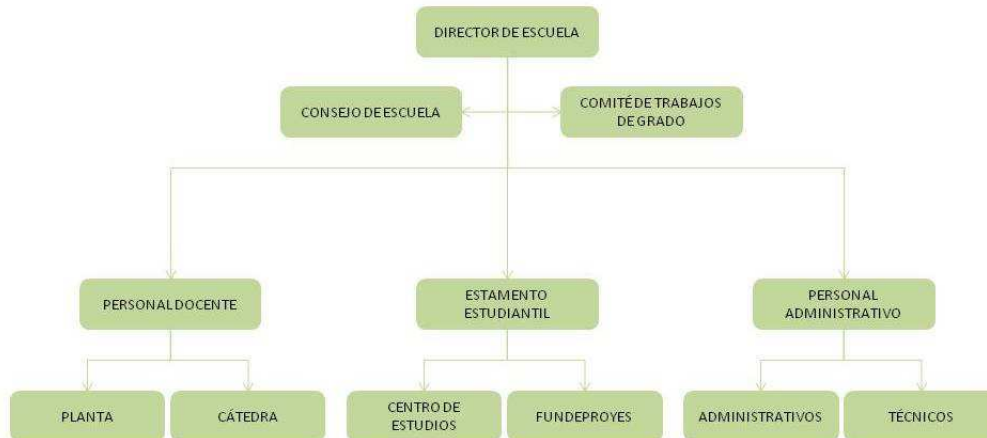 DIRECTOR DE ESCUELA
CONSEJO DE ESCUELA
COMITÉ DE TRABAJOS
DE GRADO
PERSONAL DOCENTE
ESTAMENTO
ESTUDIANTIL
PERSONAL
ADMINISTRATIVO
PLANTA
CÁTEDRA
CENTRO DE
ESTUDIOS
FUNDEPROYES
ADMINISTRATIVOS
TÉCNICOS